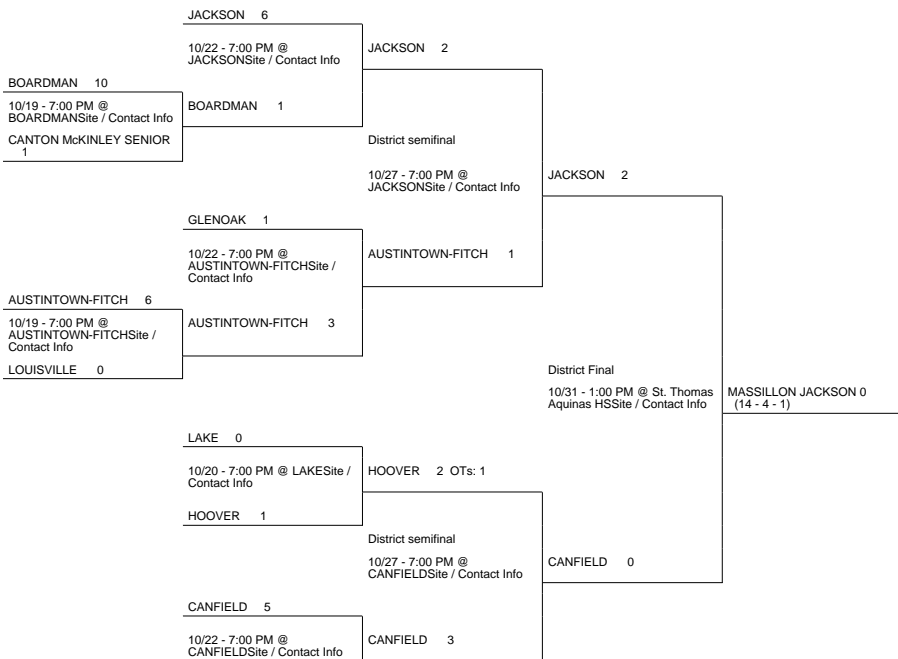 JACKSON 6
10/22 - 7:00 PM @
JACKSONSite / Contact Info
JACKSON 2
BOARDMAN 10
10/19 - 7:00 PM @
BOARDMANSite / Contact Info
BOARDMAN 1
CANTON McKINLEY SENIOR
1
District semifinal
10/27 - 7:00 PM @
JACKSONSite / Contact Info
JACKSON 2
GLENOAK 1
10/22 - 7:00 PM @
AUSTINTOWN-FITCHSite /
Contact Info
AUSTINTOWN-FITCH 1
AUSTINTOWN-FITCH 6
10/19 - 7:00 PM @
AUSTINTOWN-FITCHSite /
Contact Info
AUSTINTOWN-FITCH 3
LOUISVILLE 0
District Final
10/31 - 1:00 PM @ St. Thomas
Aquinas HSSite / Contact Info
MASSILLON JACKSON 0
(14 - 4 - 1)
LAKE 0
10/20 - 7:00 PM @ LAKESite /
Contact Info
HOOVER 2 OTs: 1
HOOVER 1
District semifinal
10/27 - 7:00 PM @
CANFIELDSite / Contact Info
CANFIELD 0
CANFIELD 5
10/22 - 7:00 PM @
CANFIELDSite / Contact Info
CANFIELD 3